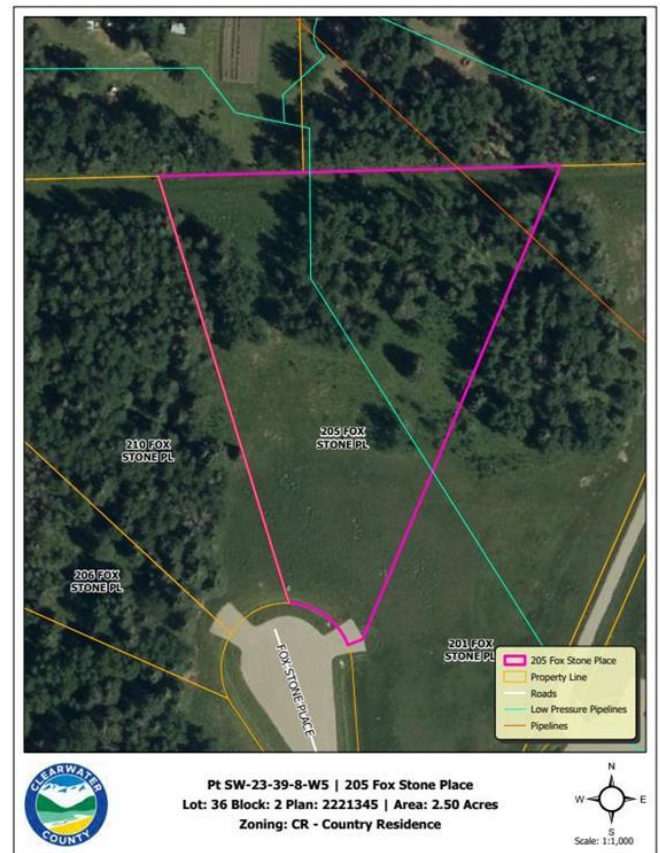 210 FOX
STONE PL
205 FOX
STONE PL
206 FOX
STONE PL
201 FOX
STONE PL
FOX STONE PLACE
205 Fox Stone Place
Property Line
Roads
Low Pressure Pipelines
Pipelines
CLEARWATER
COUNTY
Pt SW-23-39-8-W5 | 205 Fox Stone Place
Lot: 36 Block: 2 Plan: 2221345 | Area: 2.50 Acres
Zoning: CR - Country Residence
N
W E
S
Scale: 1:1,000